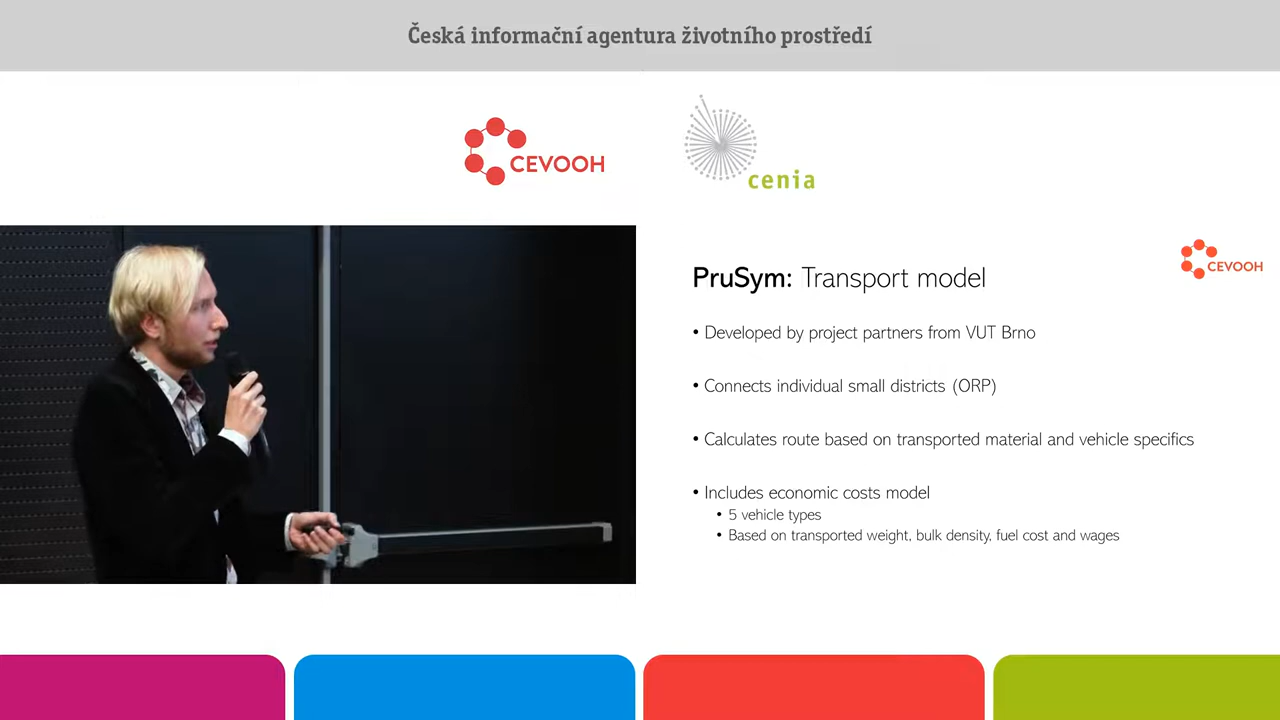 Česká informační agentura životního prostředí
CEVOOH
cenia
CEVOOH
PruSym: Transport model
• Developed by project partners from VUT Brno
• Connects individual small districts (ORP)
• Calculates route based on transported material and vehicle specifics
• Includes economic costs model
• 5 vehicle types
• Based on transported weight, bulk density, fuel cost and wages